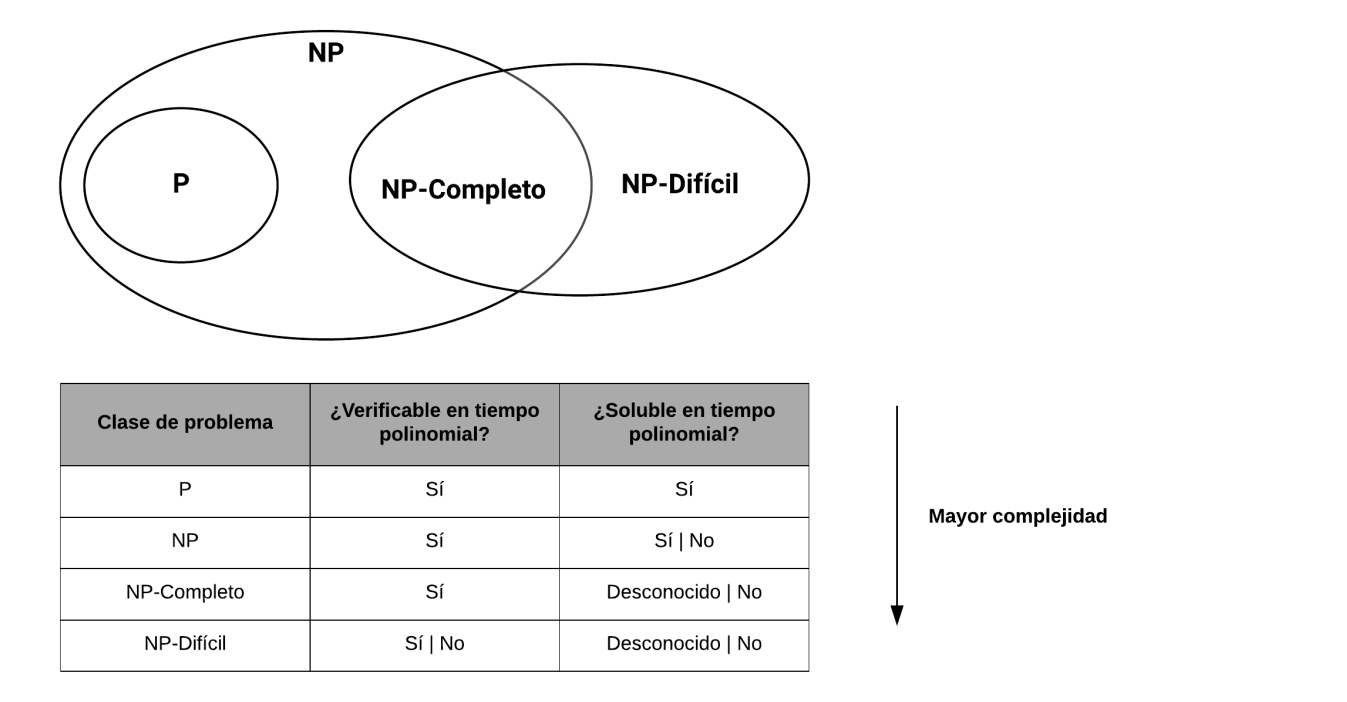 NP
P
NP-Completo
NP-Difícil
Clase de problema
¿Verificable en tiempo
polinomial?
¿Soluble en tiempo
polinomial?
P
Sí
Sí
NP
Sí
Sí | No
NP-Completo
Sí
Desconocido | No
NP-Difícil
Sí | No
Desconocido | No
Mayor complejidad